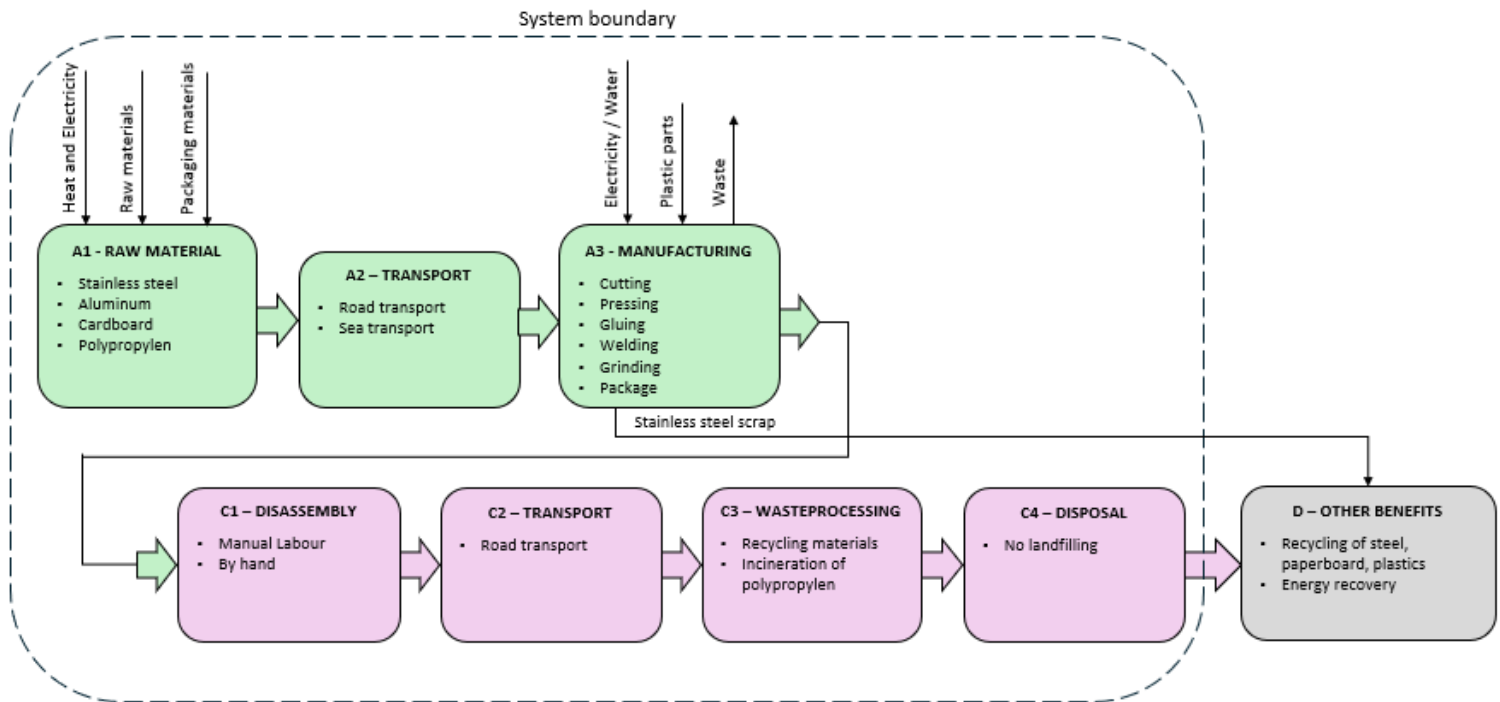 System boundary
Heat and Electricity
Raw materials
Packaging materials
Electricity / Water
Plastic parts
Waste
A1 - RAW MATERIAL
▪ Stainless steel
▪ Aluminum
▪ Cardboard
▪ Polypropylen
A2 – TRANSPORT
▪ Road transport
▪ Sea transport
A3 - MANUFACTURING
▪ Cutting
▪ Pressing
▪ Gluing
▪ Welding
▪ Grinding
▪ Package
Stainless steel scrap
C1 – DISASSEMBLY
▪ Manual Labour
▪ By hand
C2 – TRANSPORT
▪ Road transport
C3 – WASTEPROCESSING
▪ Recycling materials
▪ Incineration of
polypropylen
C4 – DISPOSAL
▪ No landfilling
D – OTHER BENEFITS
▪ Recycling of steel,
paperboard, plastics
▪ Energy recovery